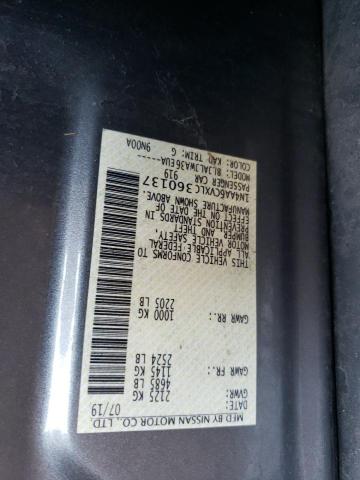 MFD BY NISSAN MOTOR CO., LTD
DATE: 07/19
GVWR: 2125 KG
4685 LB
GAWR FR.: 1145 KG
2524 LB
GAWR RR.: 1000 KG
2205 LB
THIS VEHICLE CONFORMS TO
ALL APPLICABLE FEDERAL
MOTOR VEHICLE SAFETY,
BUMPER, AND THEFT
PREVENTION STANDARDS IN
EFFECT ON THE DATE OF
MANUFACTURE SHOWN ABOVE.
1N4AA6CVXLC360137
PASSENGER CAR 919
MODEL: BLJALJWA36EUA-----
COLOR: KAD TRIM: G 9N00A